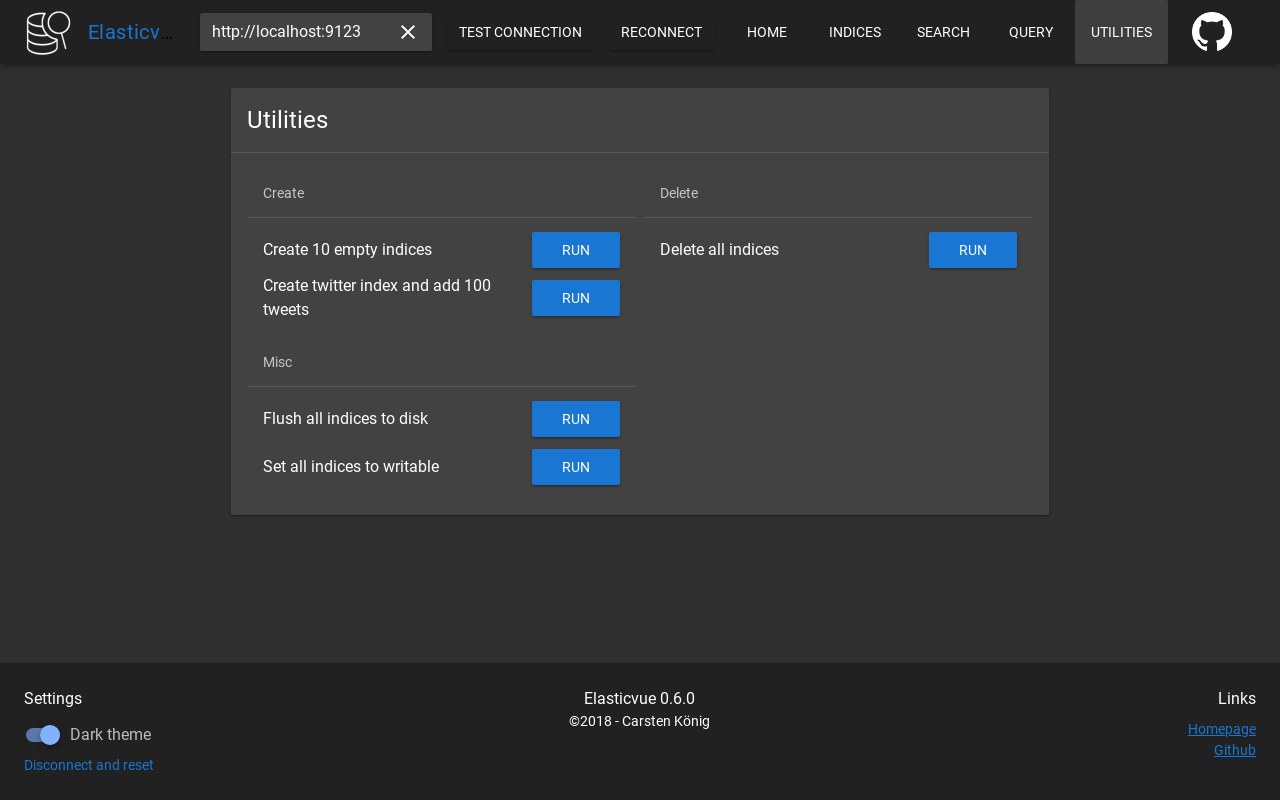 Elasticv...
http://localhost:9123
TEST CONNECTION
RECONNECT
HOME
INDICES
SEARCH
QUERY
UTILITIES
Utilities
Create
Create 10 empty indices
RUN
Create twitter index and add 100
tweets
RUN
Delete
Delete all indices
RUN
Misc
Flush all indices to disk
RUN
Set all indices to writable
RUN
Settings
Dark theme
Disconnect and reset
Elasticvue 0.6.0
©2018 - Carsten König
Links
Homepage
Github